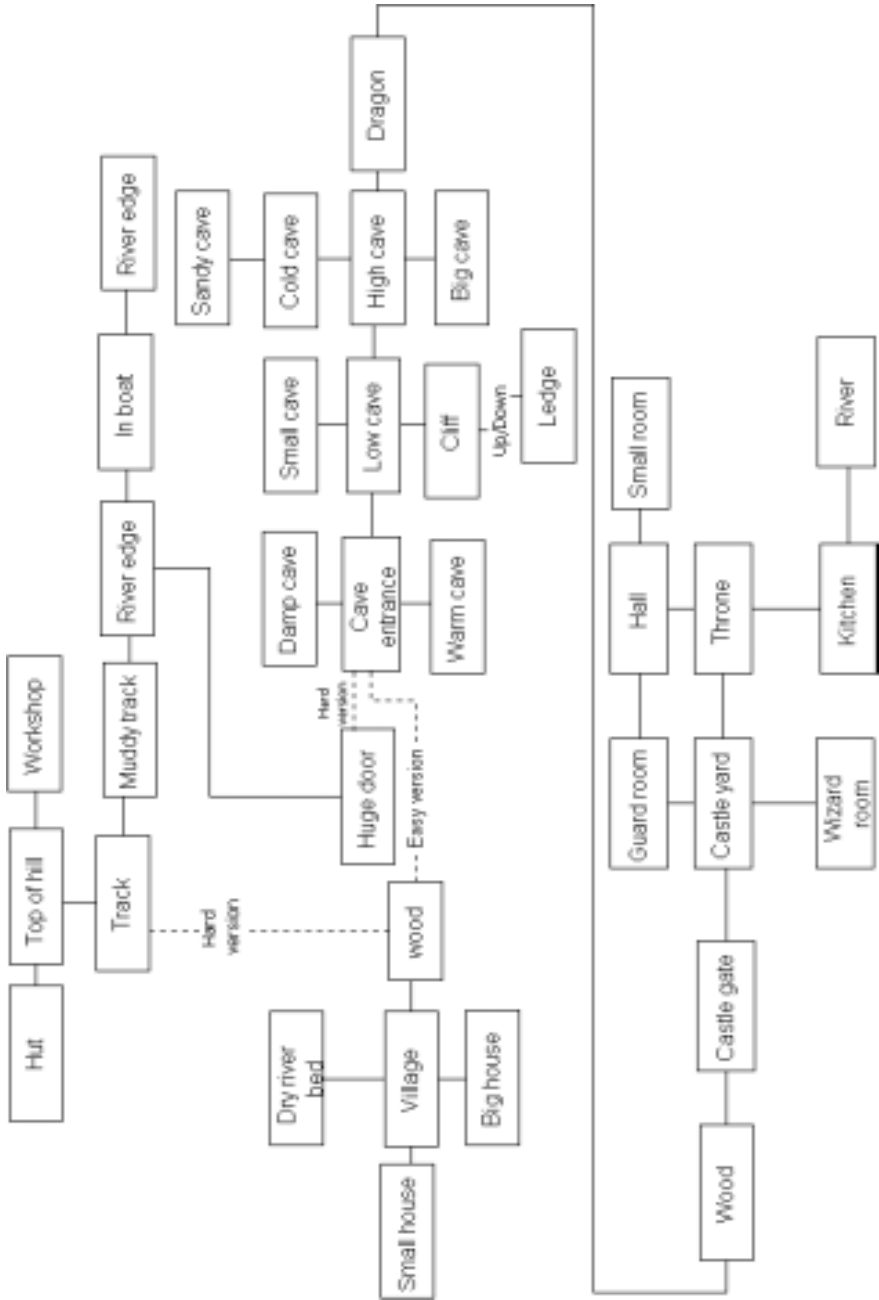 Hut
Top of hill
Workshop
Track
Muddy track
River edge
In boat
River edge
Hard
version
Sandy cave
Dry river
bed
Damp cave
Small cave
Cold cave
Hard
version
Huge door
Cave
entrance
Low cave
High cave
Dragon
Small house
Village
wood
Easy version
Big house
Warm cave
Cliff
Big cave
Up/Down
Ledge
Guard room
Hall
Small room
Wood
Castle gate
Castle yard
Throne
Wizard
room
Kitchen
River